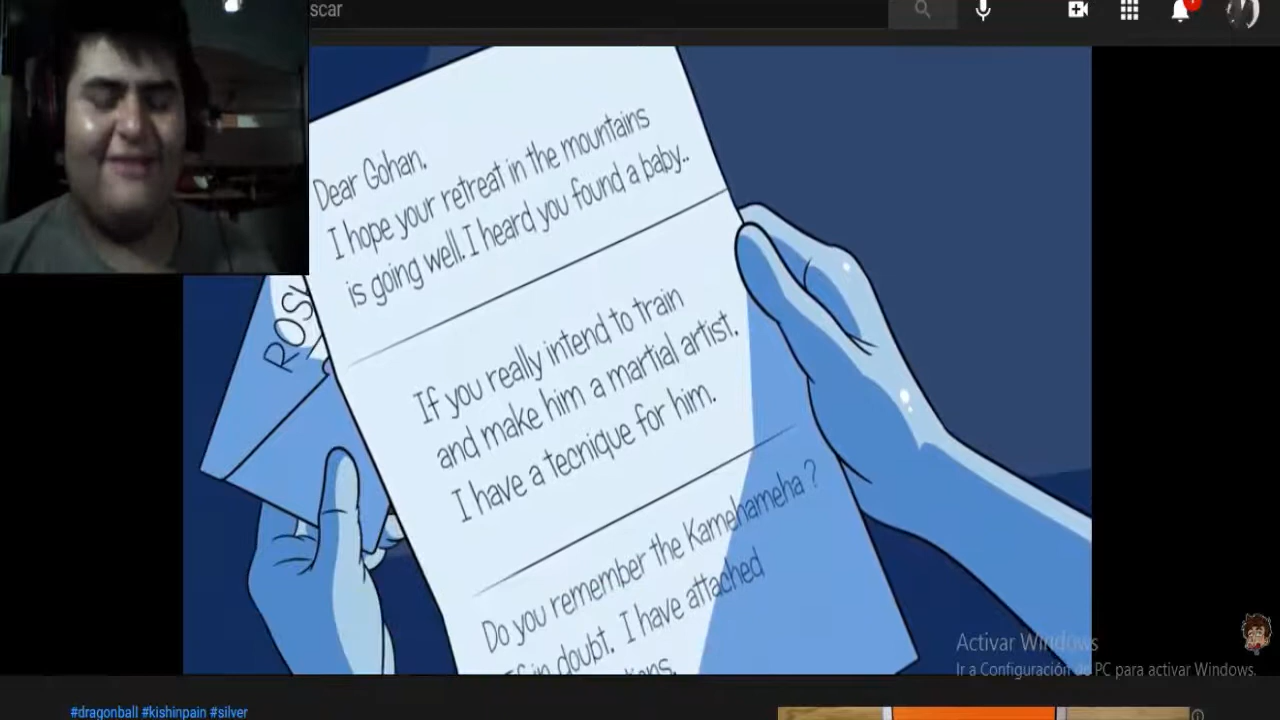 scar
Dear Gohan.
I hope your retreat in the mountains
is going well. I heard you found a baby..
If you really intend to train
and make him a martial artist.
I have a tecnique for him.
Do you remember the Kamehameha ?
in doubt. I have attached
ROS
Activar Windows
Ir a Configuración de PC para activar Windows.
#dragonball #kishinpain #silver